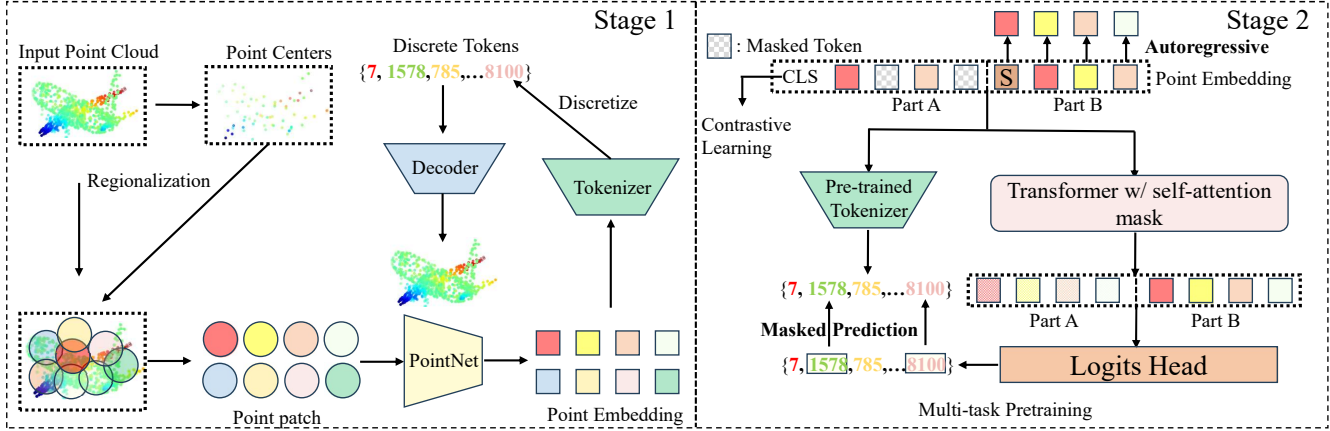 Stage 1
Input Point Cloud
Point Centers
Discrete Tokens
{7, 1578,785,...8100}
Discretize
Regionalization
Decoder
Tokenizer
PointNet
Point patch
Point Embedding
Stage 2
: Masked Token
Autoregressive
CLS
S
Point Embedding
Part A
Part B
Contrastive
Learning
Pre-trained
Tokenizer
Transformer w/ self-attention
mask
{7, 1578,785,...8100}
Part A
Part B
Masked Prediction
{7, 1578,785,...8100}
Logits Head
Multi-task Pretraining